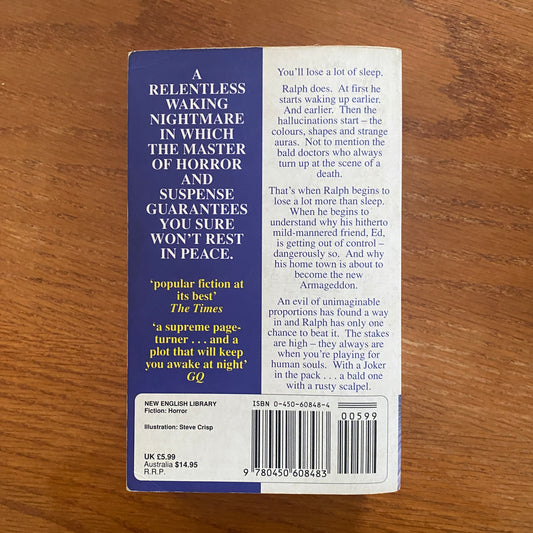 A
RELENTLESS
WAKING
NIGHTMARE
IN WHICH
THE MASTER
OF HORROR
AND
SUSPENSE
GUARANTEES
YOU SURE
WON'T REST
IN PEACE.
'popular fiction at
its best'
The Times
'a supreme page-
turner . . . and a
plot that will keep
you awake at night'
GQ
You'll lose a lot of sleep.
Ralph does. At first he
starts waking up earlier.
And earlier. Then the
hallucinations start – the
colours, shapes and strange
auras. Not to mention the
bald doctors who always
turn up at the scene of a
death.
That's when Ralph begins to
lose a lot more than sleep.
When he begins to
understand why his hitherto
mild-mannered friend, Ed,
is getting out of control –
dangerously so. And why
his home town is about to
become the new
Armageddon.
An evil of unimaginable
proportions has found a way
in and Ralph has only one
chance to beat it. The stakes
are high – they always are
when you're playing for
human souls. With a Joker
in the pack . . . a bald one
with a rusty scalpel.
NEW ENGLISH LIBRARY
Fiction: Horror
Illustration: Steve Crisp
UK £5.99
Australia $14.95
R.R.P.
ISBN 0-450-60848-4
00599
9 780450 608483